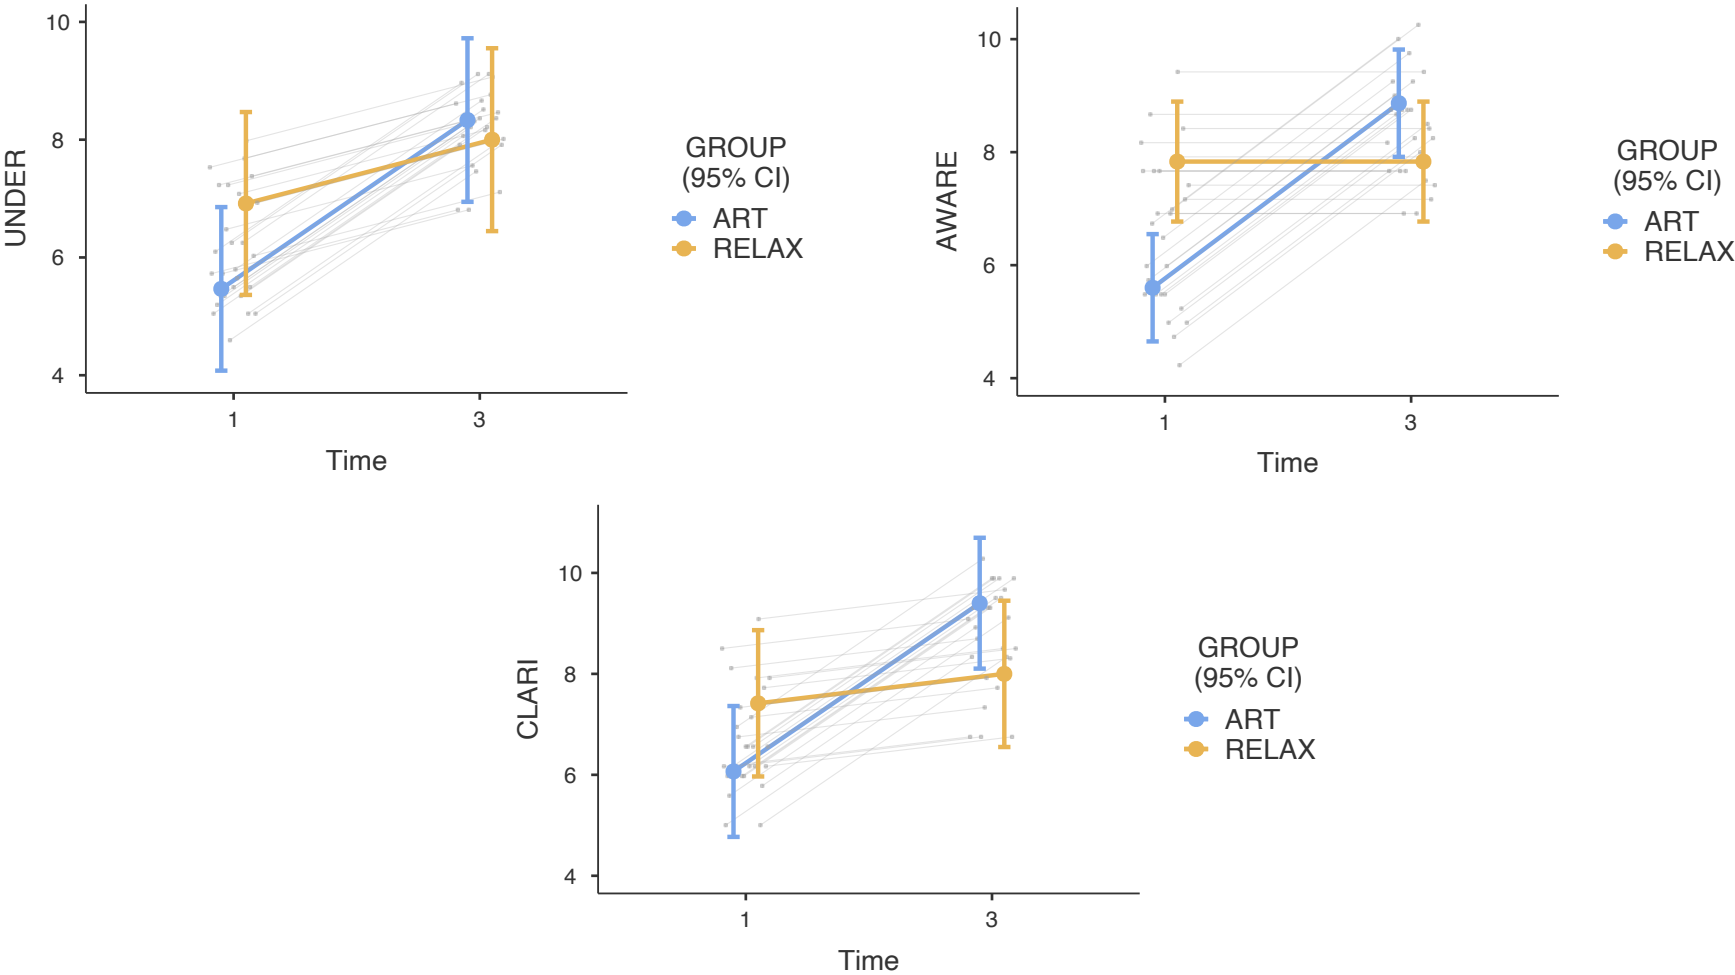 UNDER
10
8
6
4
1
3
Time
GROUP
(95% CI)
ART
RELAX
AWARE
10
8
6
4
1
3
Time
GROUP
(95% CI)
ART
RELAX
CLARI
10
8
6
4
1
3
Time
GROUP
(95% CI)
ART
RELAX